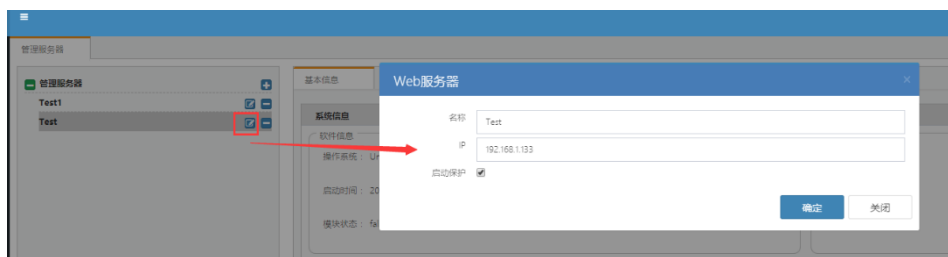 管理服务器
管理服务器
Test1
Test
基本信息
系统信息
软件信息
操作系统：
启动时间： 20
模块状态： fal
Web服务器
名称 Test
IP 192.168.1.133
启动保护
确定 关闭